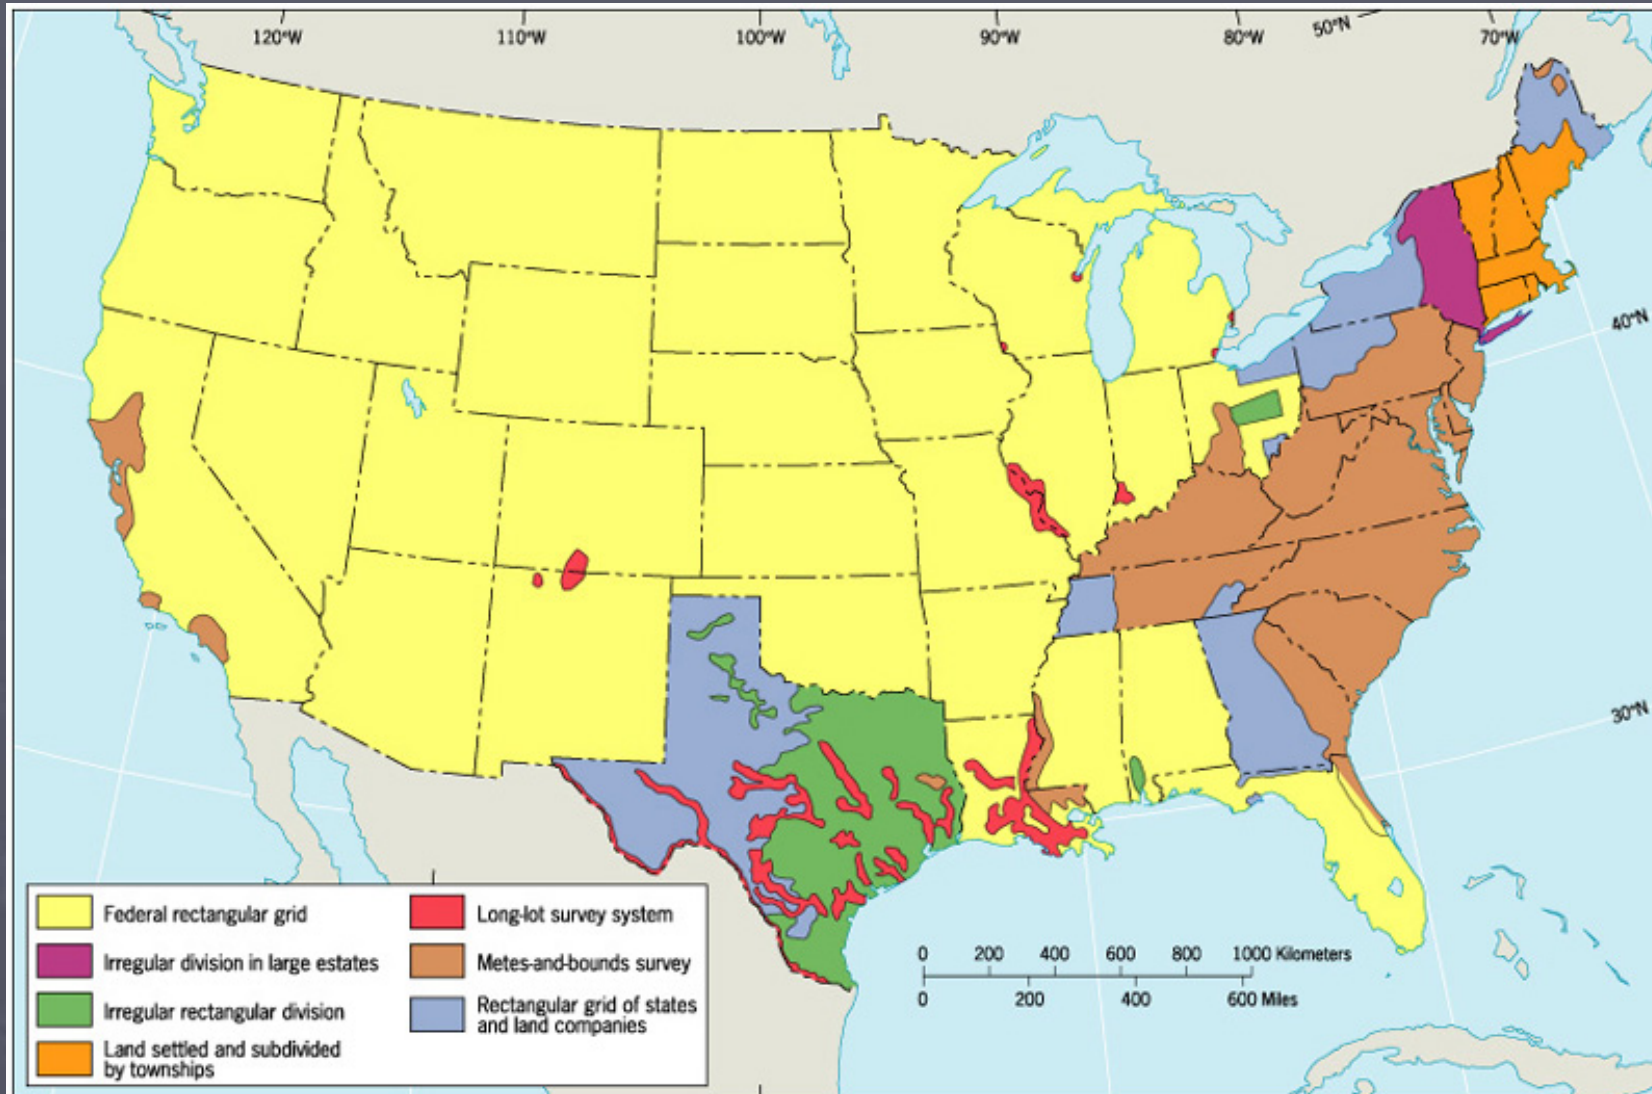 120°W
110°W
100°W
90°W
80°W
50°N
70°W
40°N
30°N
Federal rectangular grid
Irregular division in large estates
Irregular rectangular division
Land settled and subdivided
by townships
Long-lot survey system
Metes-and-bounds survey
Rectangular grid of states
and land companies
0 200 400 600 800 1000 Kilometers
0 200 400 600 Miles